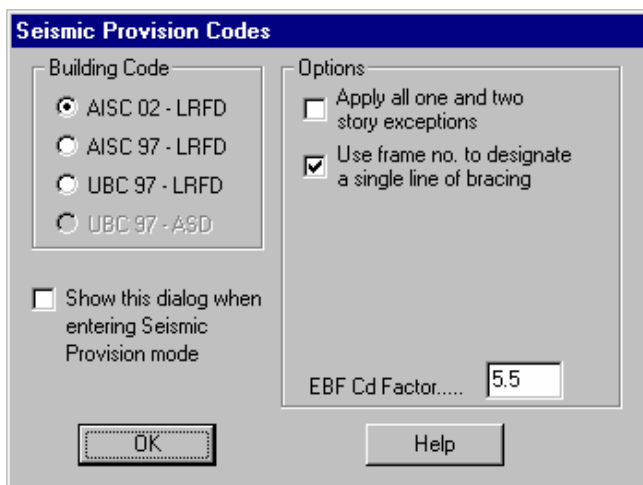 Seismic Provision Codes
Building Code
AISC 02 - LRFD
AISC 97 - LRFD
UBC 97 - LRFD
UBC 97 - ASD
Show this dialog when
entering Seismic
Provision mode
Options
Apply all one and two
story exceptions
Use frame no. to designate
a single line of bracing
EBF Cd Factor..... 5.5
OK
Help